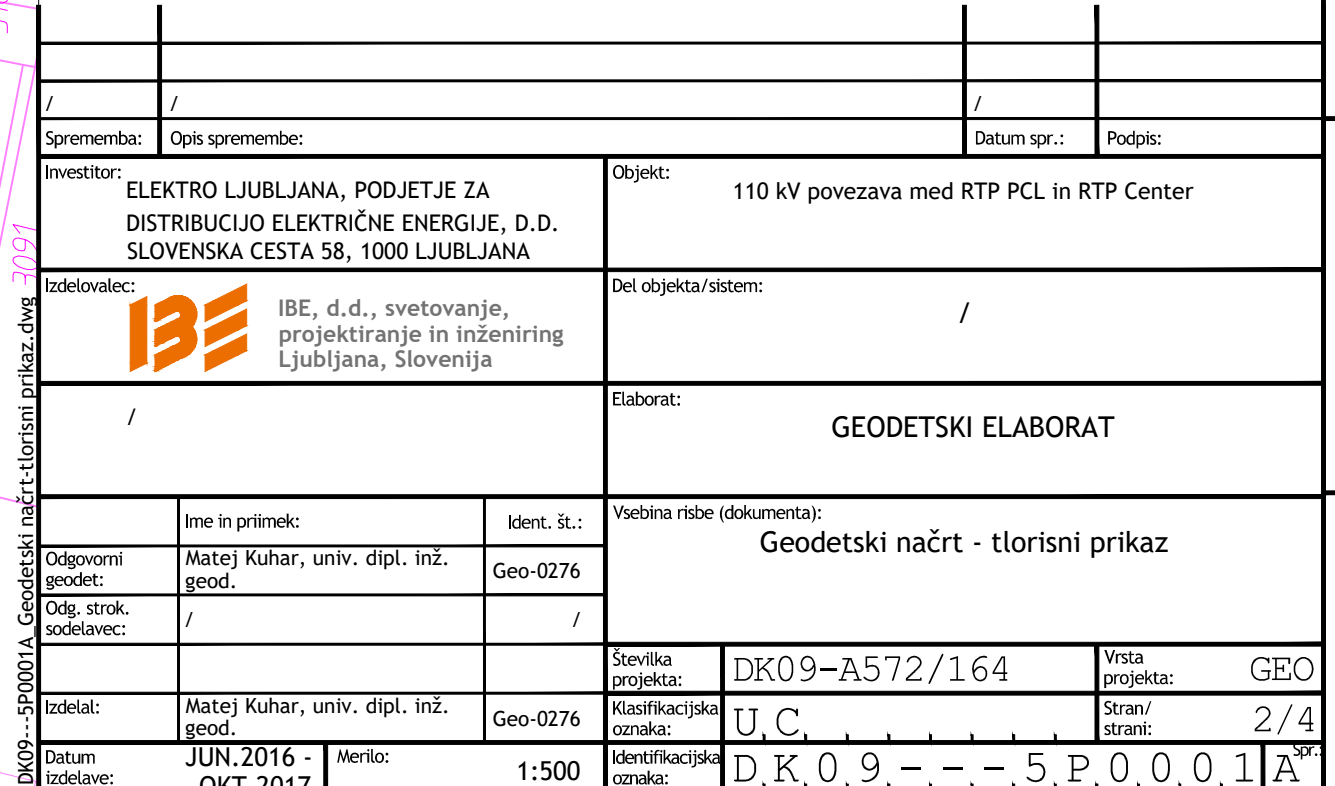 / / /
Sprememba: Opis spremembe: Datum spr.: Podpis:
Investitor:
ELEKTRO LJUBLJANA, PODJETJE ZA
DISTRIBUCIJO ELEKTRIČNE ENERGIJE, D.D.
SLOVENSKA CESTA 58, 1000 LJUBLJANA
Objekt:
110 kV povezava med RTP PCL in RTP Center
Izdelovalec:
IBE
IBE, d.d., svetovanje,
projektiranje in inženiring
Ljubljana, Slovenija
Del objekta/sistem:
/
/
Elaborat:
GEODETSKI ELABORAT
Ime in priimek: Ident. št.:
Odgovorni
geodet:
Matej Kuhar, univ. dipl. inž.
geod.
Geo-0276
Odg. strok.
sodelavec:
/ /
Izdelal:
Matej Kuhar, univ. dipl. inž.
geod.
Geo-0276
Datum
izdelave:
JUN.2016 -
OKT.2017
Merilo:
1:500
Vsebina risbe (dokumenta):
Geodetski načrt - tlorisni prikaz
Številka
projekta:
DK09-A572/164
Vrsta
projekta:
GEO
Klasifikacijska
oznaka:
U.C
Stran/
strani:
2/4
Identifikacijska
oznaka:
DK09---5P0001
Spr.:
A
DK09---5P0001A_Geodetski načrt-tlorisni prikaz.dwg
3091